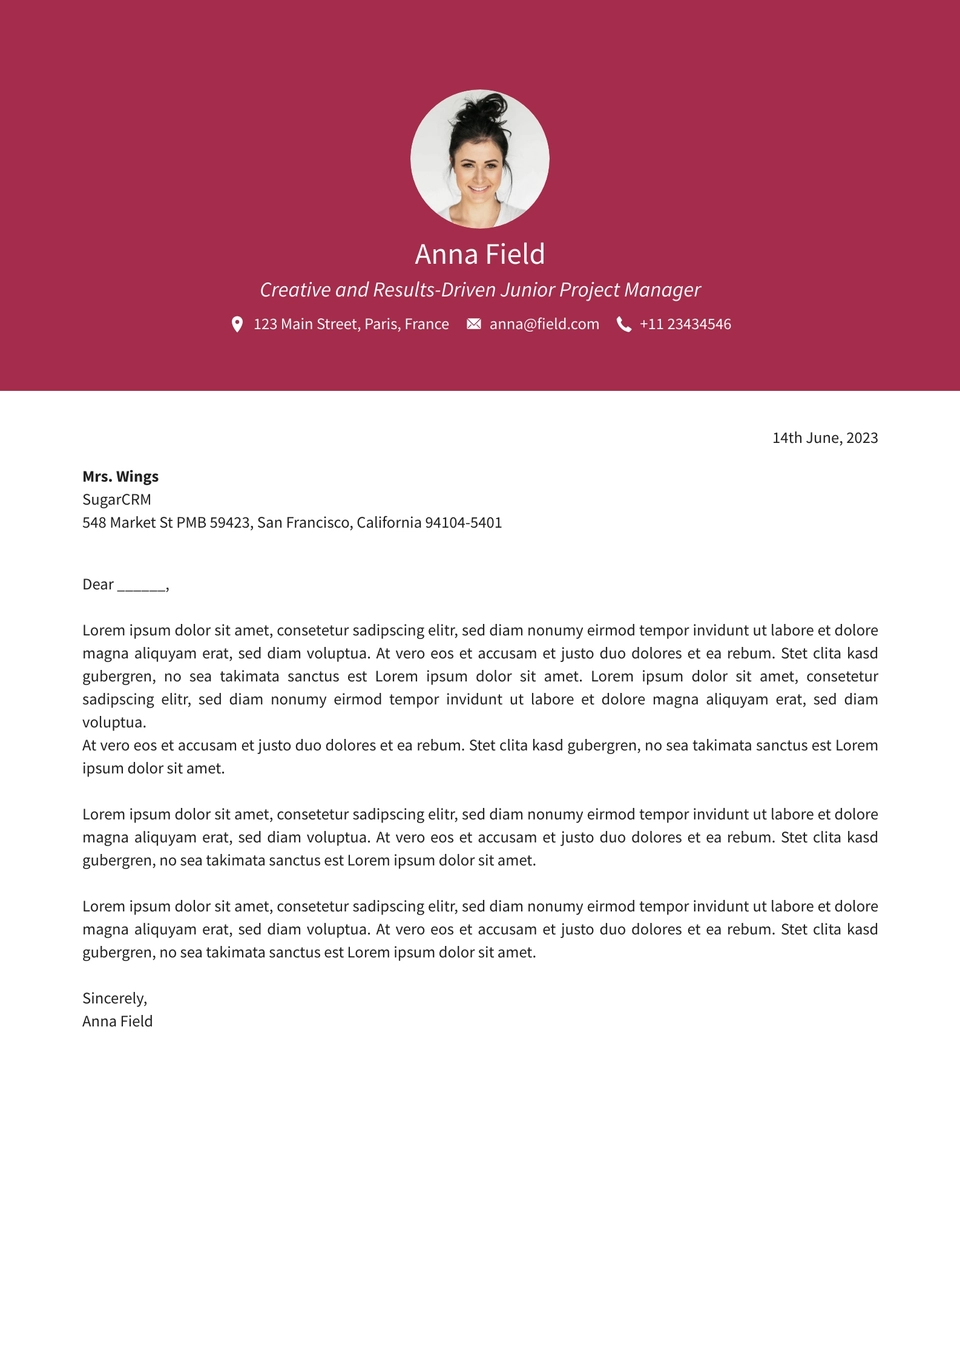 Anna Field
Creative and Results-Driven Junior Project Manager
123 Main Street, Paris, France anna@field.com +11 23434546
14th June, 2023
Mrs. Wings
SugarCRM
548 Market St PMB 59423, San Francisco, California 94104-5401
Dear ______,
Lorem ipsum dolor sit amet, consetetur sadipscing elitr, sed diam nonumy eirmod tempor invidunt ut labore et dolore
magna aliquyam erat, sed diam voluptua. At vero eos et accusam et justo duo dolores et ea rebum. Stet clita kasd
gubergren, no sea takimata sanctus est Lorem ipsum dolor sit amet. Lorem ipsum dolor sit amet, consetetur
sadipscing elitr, sed diam nonumy eirmod tempor invidunt ut labore et dolore magna aliquyam erat, sed diam
voluptua.
At vero eos et accusam et justo duo dolores et ea rebum. Stet clita kasd gubergren, no sea takimata sanctus est Lorem
ipsum dolor sit amet.
Lorem ipsum dolor sit amet, consetetur sadipscing elitr, sed diam nonumy eirmod tempor invidunt ut labore et dolore
magna aliquyam erat, sed diam voluptua. At vero eos et accusam et justo duo dolores et ea rebum. Stet clita kasd
gubergren, no sea takimata sanctus est Lorem ipsum dolor sit amet.
Lorem ipsum dolor sit amet, consetetur sadipscing elitr, sed diam nonumy eirmod tempor invidunt ut labore et dolore
magna aliquyam erat, sed diam voluptua. At vero eos et accusam et justo duo dolores et ea rebum. Stet clita kasd
gubergren, no sea takimata sanctus est Lorem ipsum dolor sit amet.
Sincerely,
Anna Field